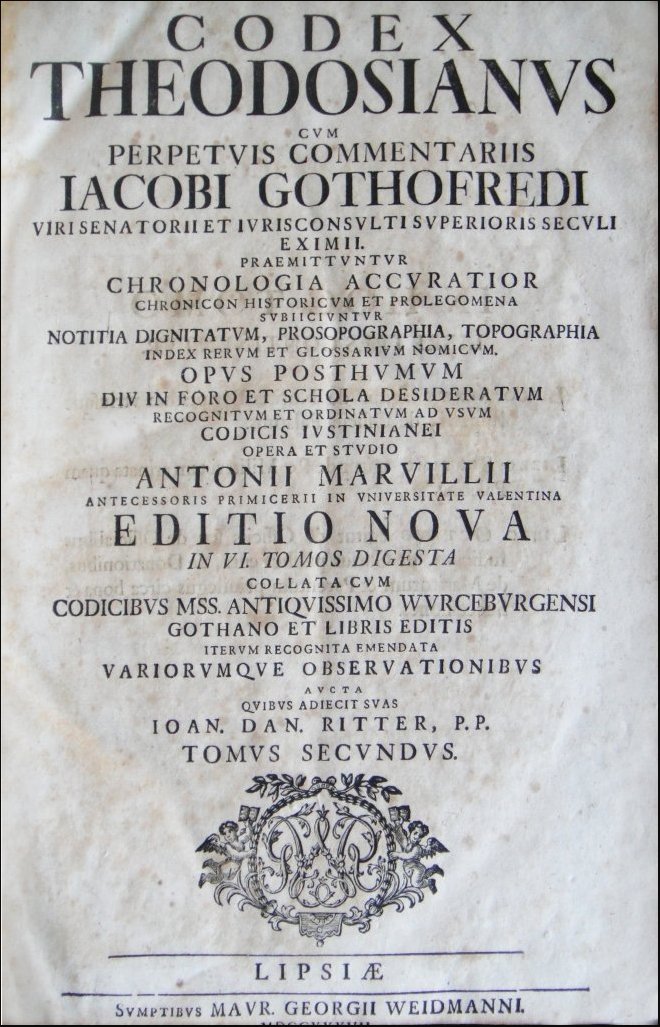 CODEX
THEODOSIANVS
CVM
PERPETVIS COMMENTARIIS
IACOBI GOTHOFREDI
VIRI SENATORII ET IVRISCONSVLTI SVPERIORIS SECVLI
EXIMII.
PRAEMITTVNTVR
CHRONOLOGIA ACCVRATIOR
CHRONICON HISTORICVM ET PROLEGOMENA
SVBIICIVNTVR
NOTITIA DIGNITATVM, PROSOPOGRAPHIA, TOPOGRAPHIA
INDEX RERVM ET GLOSSARIVM NOMICVM.
OPVS POSTHVMVM
DIV IN FORO ET SCHOLA DESIDERATVM
RECOGNITVM ET ORDINATVM AD VSVM
CODICIS IVSTINIANEI
OPERA ET STVDIO
ANTONII MARVILLII
ANTECESSORIS PRIMICERII IN VNIVERSITATE VALENTINA
EDITIO NOVA
IN VI. TOMOS DIGESTA
COLLATA CVM
CODICIBVS MSS. ANTIQVISSIMO WVRCEBVRGENSI
GOTHANO ET LIBRIS EDITIS
ITERVM RECOGNITA EMENDATA
VARIORVMQVE OBSERVATIONIBVS
AVCTA
QVIBVS ADIECIT SVAS
IOAN. DAN. RITTER, P.P.
TOMVS SECVNDVS.
LIPSIÆ
SVMPTIBVS MAVR. GEORGII WEIDMANNI.